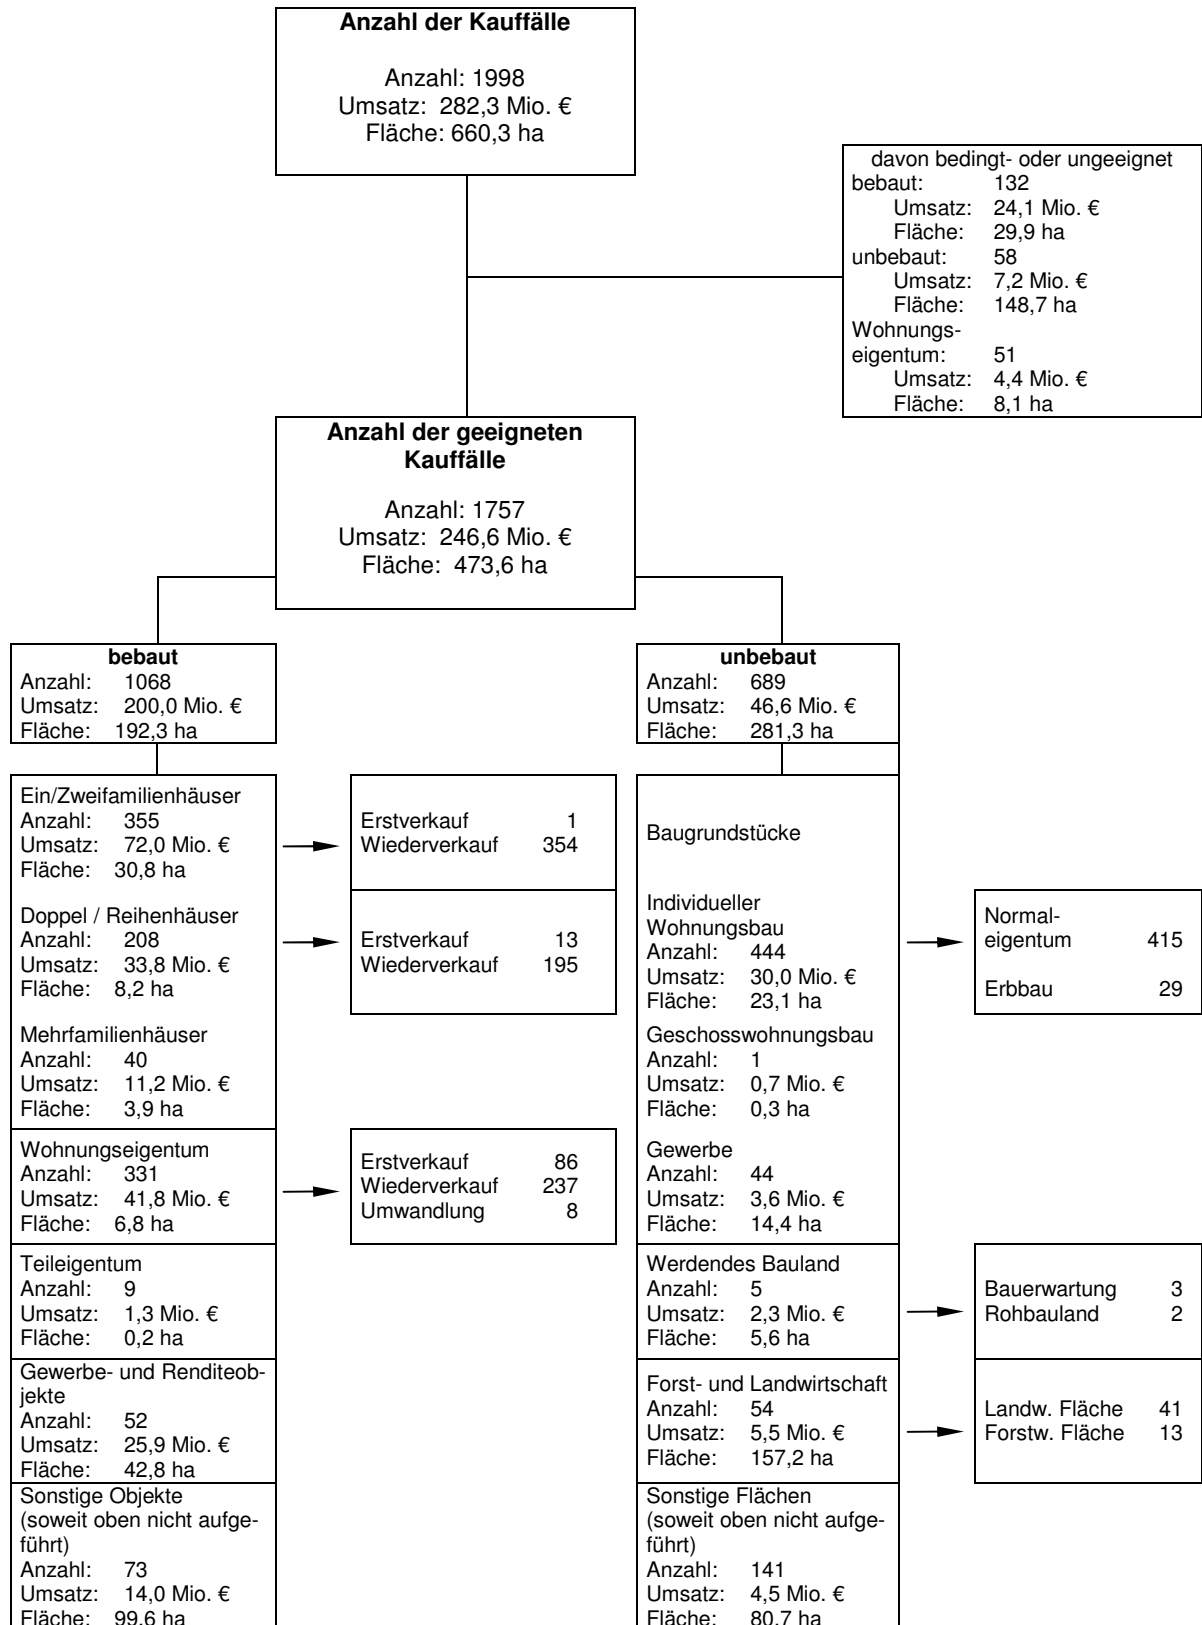 Anzahl der Kauffälle
Anzahl: 1998
Umsatz: 282,3 Mio. €
Fläche: 660,3 ha
davon bedingt- oder ungeeignet
bebaut: 132
Umsatz: 24,1 Mio. €
Fläche: 29,9 ha
unbebaut: 58
Umsatz: 7,2 Mio. €
Fläche: 148,7 ha
Wohnungs-
eigentum: 51
Umsatz: 4,4 Mio. €
Fläche: 8,1 ha
Anzahl der geeigneten
Kauffälle
Anzahl: 1757
Umsatz: 246,6 Mio. €
Fläche: 473,6 ha
bebaut
Anzahl: 1068
Umsatz: 200,0 Mio. €
Fläche: 192,3 ha
unbebaut
Anzahl: 689
Umsatz: 46,6 Mio. €
Fläche: 281,3 ha
Ein/Zweifamilienhäuser
Anzahl: 355
Umsatz: 72,0 Mio. €
Fläche: 30,8 ha
Erstverkauf 1
Wiederverkauf 354
Doppel / Reihenhäuser
Anzahl: 208
Umsatz: 33,8 Mio. €
Fläche: 8,2 ha
Erstverkauf 13
Wiederverkauf 195
Mehrfamilienhäuser
Anzahl: 40
Umsatz: 11,2 Mio. €
Fläche: 3,9 ha
Wohnungseigentum
Anzahl: 331
Umsatz: 41,8 Mio. €
Fläche: 6,8 ha
Erstverkauf 86
Wiederverkauf 237
Umwandlung 8
Teileigentum
Anzahl: 9
Umsatz: 1,3 Mio. €
Fläche: 0,2 ha
Gewerbe- und Renditeob-
jekte
Anzahl: 52
Umsatz: 25,9 Mio. €
Fläche: 42,8 ha
Sonstige Objekte
(soweit oben nicht aufge-
führt)
Anzahl: 73
Umsatz: 14,0 Mio. €
Fläche: 99,6 ha
Baugrundstücke
Individueller
Wohnungsbau
Anzahl: 444
Umsatz: 30,0 Mio. €
Fläche: 23,1 ha
Normal-
eigentum 415
Erbbau 29
Geschosswohnungsbau
Anzahl: 1
Umsatz: 0,7 Mio. €
Fläche: 0,3 ha
Gewerbe
Anzahl: 44
Umsatz: 3,6 Mio. €
Fläche: 14,4 ha
Werdendes Bauland
Anzahl: 5
Umsatz: 2,3 Mio. €
Fläche: 5,6 ha
Bauerwartung 3
Rohbauland 2
Forst- und Landwirtschaft
Anzahl: 54
Umsatz: 5,5 Mio. €
Fläche: 157,2 ha
Landw. Fläche 41
Forstw. Fläche 13
Sonstige Flächen
(soweit oben nicht aufge-
führt)
Anzahl: 141
Umsatz: 4,5 Mio. €
Fläche: 80,7 ha